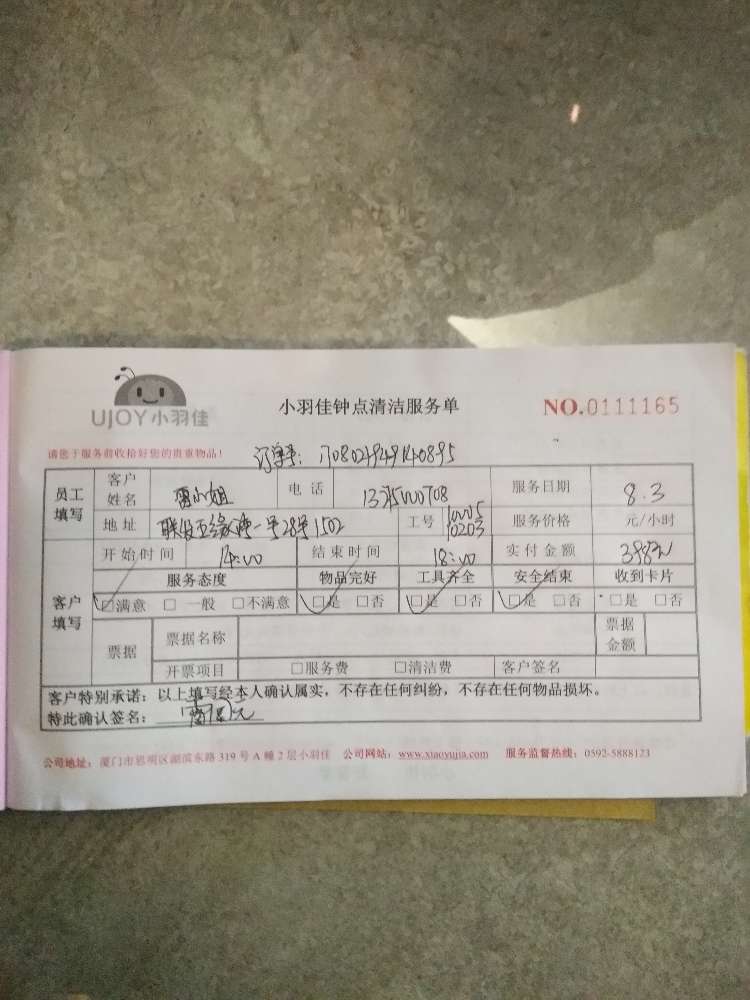 UJOY小羽佳
小羽佳钟点清洁服务单
NO.0111165
请您于服务前收拾好您的贵重物品！
订单号:
员工填写 客户姓名 雷小姐 电话 服务日期 8.3
地址 工号 10005 10203 服务价格 元/小时
客户填写 开始时间 14:00 结束时间 18:00 实付金额 398元
服务态度 物品完好 工具齐全 安全结束 收到卡片
□满意 □一般 □不满意 □是 □否 □是 □否 □是 □否 □是 □否
票据 票据名称 票据金额
开票项目 □服务费 □清洁费 客户签名
客户特别承诺：以上填写经本人确认属实，不存在任何纠纷，不存在任何物品损坏。
特此确认签名：
公司地址：厦门市思明区湖滨东路 319 号 A 幢 2 层小羽佳 公司网站：www.xiaoyujia.com 服务监督热线：0592-5888123